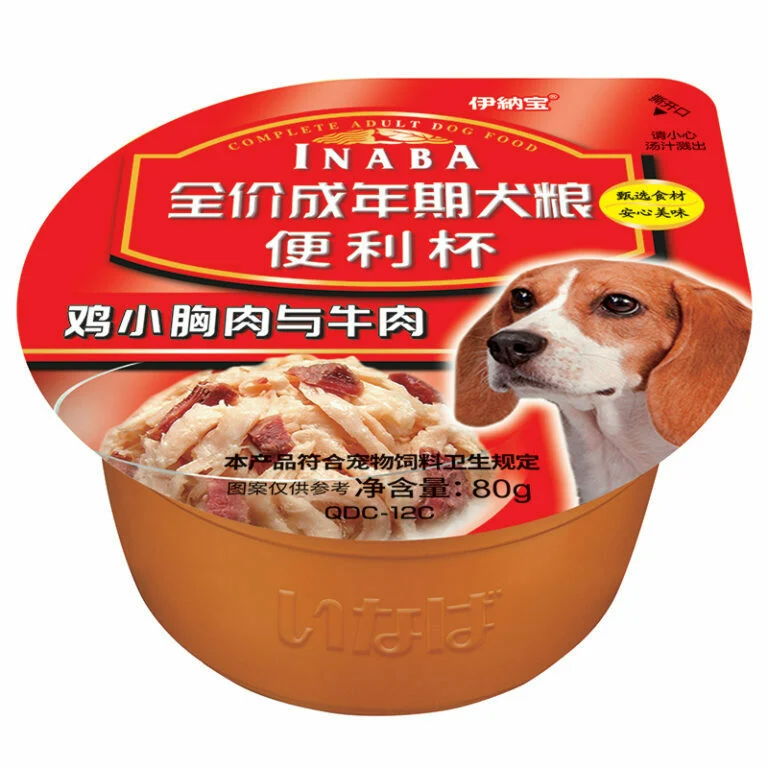 伊納宝®
撕开口
请小心
汤汁溅出
COMPLETE ADULT DOG FOOD
INABA
全价成年期犬粮
便利杯
甄选食材
安心美味
鸡小胸肉与牛肉
本产品符合宠物饲料卫生规定
图案仅供参考 净含量：80g
QDC-12C
いなば